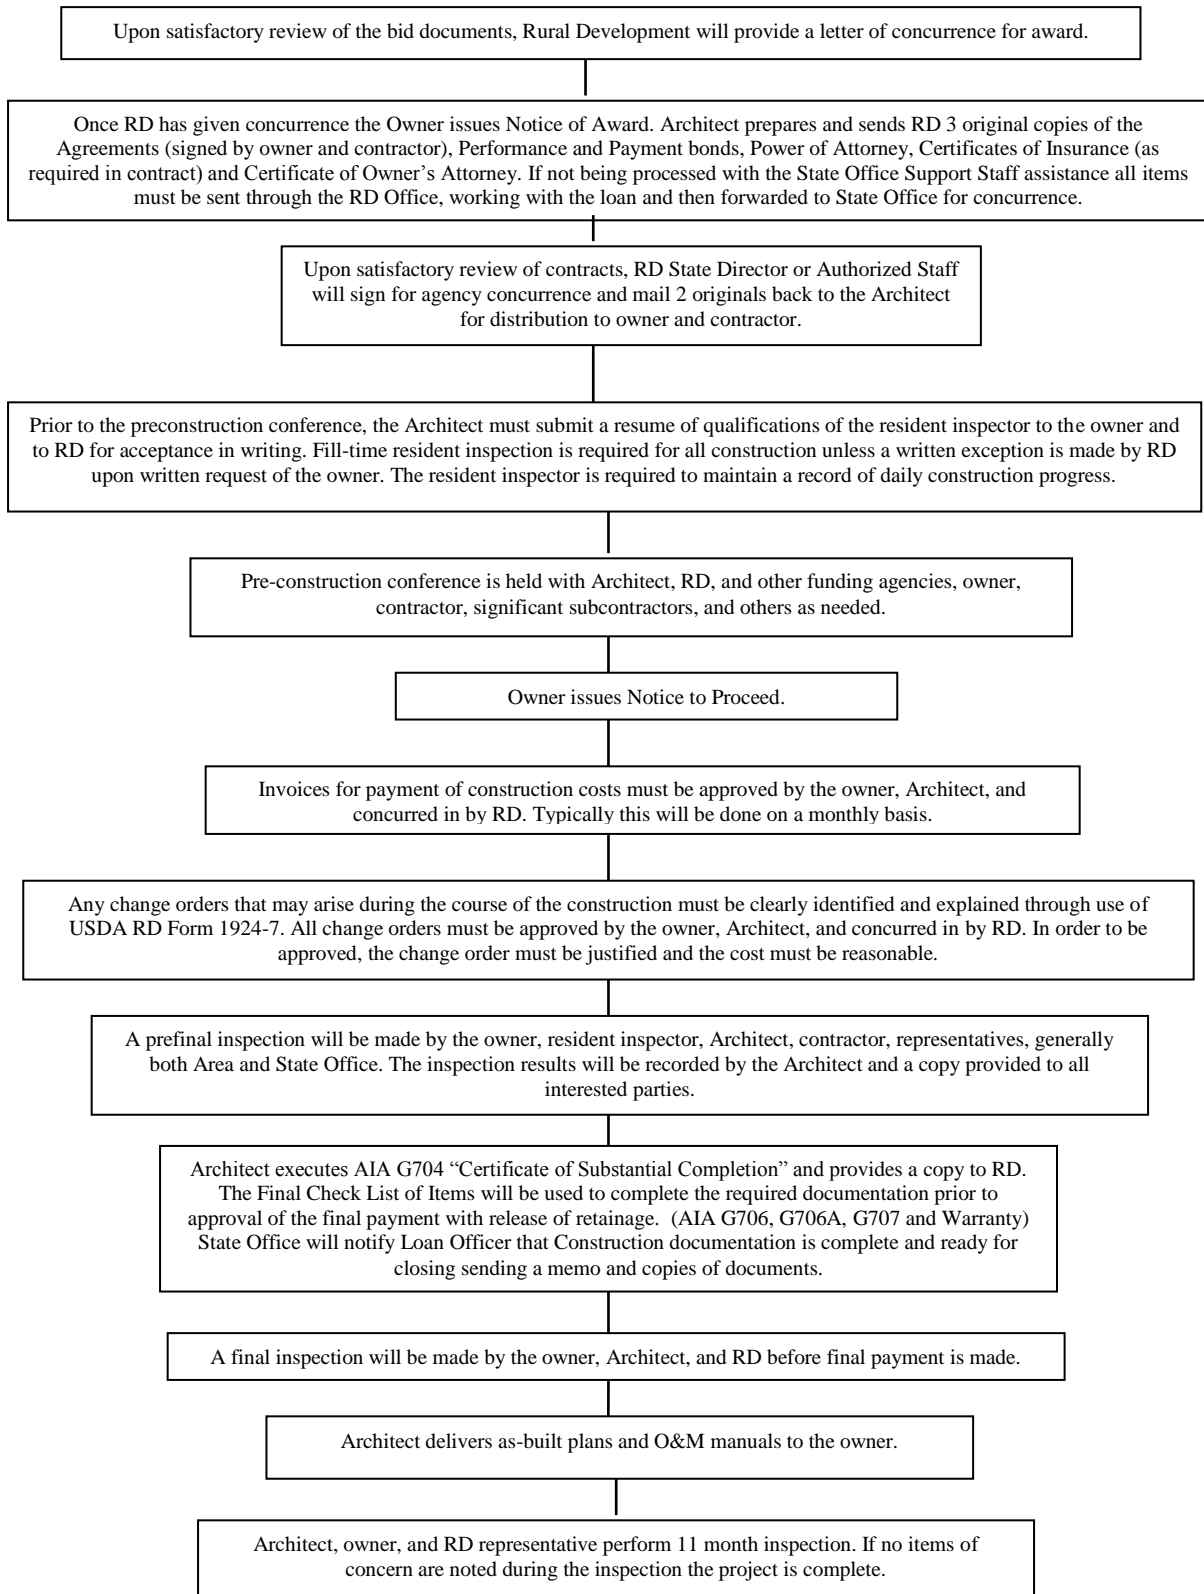 Upon satisfactory review of the bid documents, Rural Development will provide a letter of concurrence for award.
Once RD has given concurrence the Owner issues Notice of Award. Architect prepares and sends RD 3 original copies of the
Agreements (signed by owner and contractor), Performance and Payment bonds, Power of Attorney, Certificates of Insurance (as
required in contract) and Certificate of Owner's Attorney. If not being processed with the State Office Support Staff assistance all items
must be sent through the RD Office, working with the loan and then forwarded to State Office for concurrence.
Upon satisfactory review of contracts, RD State Director or Authorized Staff
will sign for agency concurrence and mail 2 originals back to the Architect
for distribution to owner and contractor.
Prior to the preconstruction conference, the Architect must submit a resume of qualifications of the resident inspector to the owner and
to RD for acceptance in writing. Fill-time resident inspection is required for all construction unless a written exception is made by RD
upon written request of the owner. The resident inspector is required to maintain a record of daily construction progress.
Pre-construction conference is held with Architect, RD, and other funding agencies, owner,
contractor, significant subcontractors, and others as needed.
Owner issues Notice to Proceed.
Invoices for payment of construction costs must be approved by the owner, Architect, and
concurred in by RD. Typically this will be done on a monthly basis.
Any change orders that may arise during the course of the construction must be clearly identified and explained through use of
USDA RD Form 1924-7. All change orders must be approved by the owner, Architect, and concurred in by RD. In order to be
approved, the change order must be justified and the cost must be reasonable.
A prefinal inspection will be made by the owner, resident inspector, Architect, contractor, representatives, generally
both Area and State Office. The inspection results will be recorded by the Architect and a copy provided to all
interested parties.
Architect executes AIA G704 “Certificate of Substantial Completion” and provides a copy to RD.
The Final Check List of Items will be used to complete the required documentation prior to
approval of the final payment with release of retainage. (AIA G706, G706A, G707 and Warranty)
State Office will notify Loan Officer that Construction documentation is complete and ready for
closing sending a memo and copies of documents.
A final inspection will be made by the owner, Architect, and RD before final payment is made.
Architect delivers as-built plans and O&M manuals to the owner.
Architect, owner, and RD representative perform 11 month inspection. If no items of
concern are noted during the inspection the project is complete.